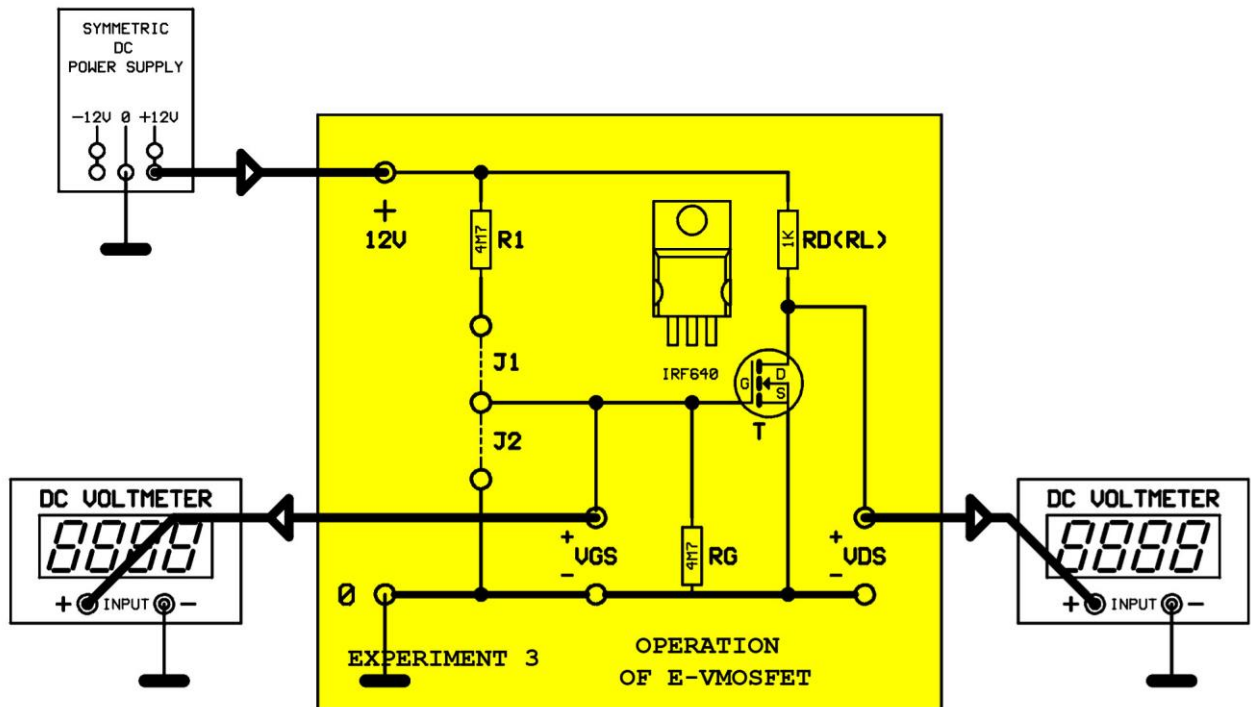 SYMMETRIC
DC
POWER SUPPLY
-12V 0 +12V
+
12V
4M7
R1
1K
RD(RL)
J1
IRF640
G
D
S
T
J2
DC VOLTMETER
8888
+ INPUT -
+
VGS
-
4M7
RG
+
VDS
-
DC VOLTMETER
8888
+ INPUT -
0
EXPERIMENT 3
OPERATION
OF E-VMOSFET